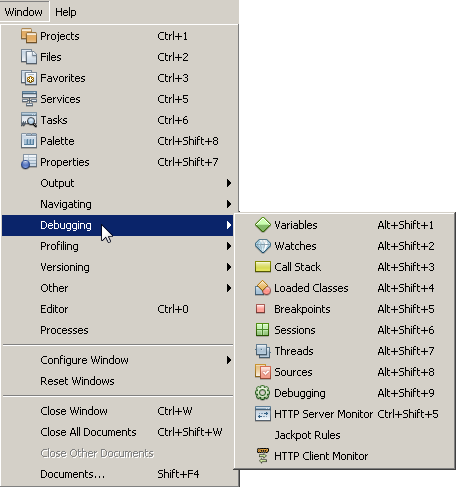 Window Help
Projects Ctrl+1
Files Ctrl+2
Favorites Ctrl+3
Services Ctrl+5
Tasks Ctrl+6
Palette Ctrl+Shift+8
Properties Ctrl+Shift+7
Output
Navigating
Debugging
Profiling
Versioning
Other
Editor Ctrl+0
Processes
Configure Window
Reset Windows
Close Window Ctrl+W
Close All Documents Ctrl+Shift+W
Close Other Documents
Documents... Shift+F4
Variables Alt+Shift+1
Watches Alt+Shift+2
Call Stack Alt+Shift+3
Loaded Classes Alt+Shift+4
Breakpoints Alt+Shift+5
Sessions Alt+Shift+6
Threads Alt+Shift+7
Sources Alt+Shift+8
Debugging Alt+Shift+9
HTTP Server Monitor Ctrl+Shift+5
Jackpot Rules
HTTP Client Monitor